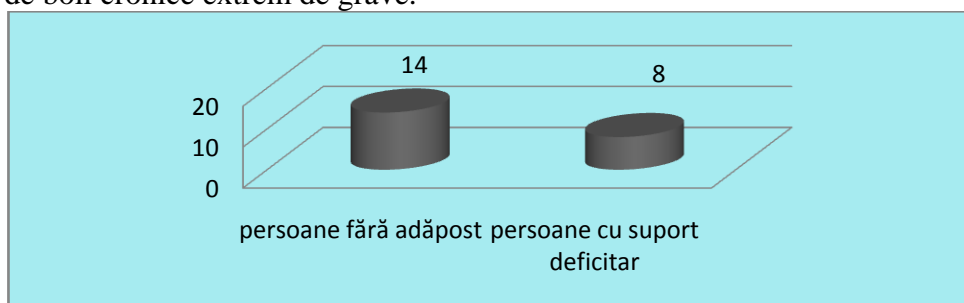 de boli cronice extrem de grave.
14
8
20
10
0
persoane fără adăpost
persoane cu suport
deficitar